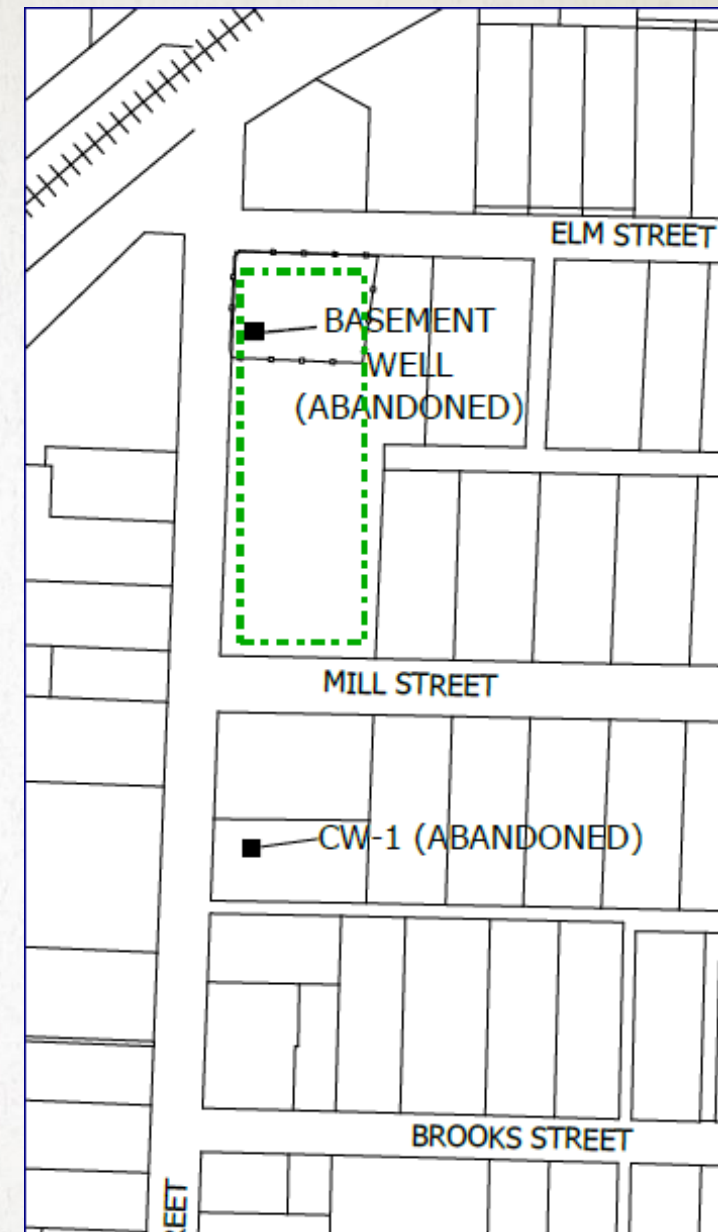 ELM STREET
BASEMENT
WELL
(ABANDONED)
MILL STREET
CW-1 (ABANDONED)
BROOKS STREET